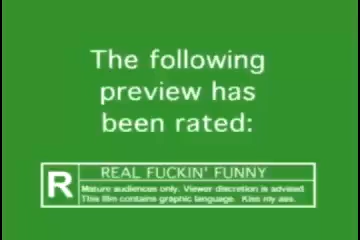 The following
preview has
been rated:
R
REAL FUCKIN' FUNNY
Mature audiences only. Viewer discretion is advised.
This film contains graphic language. Kiss my ass.